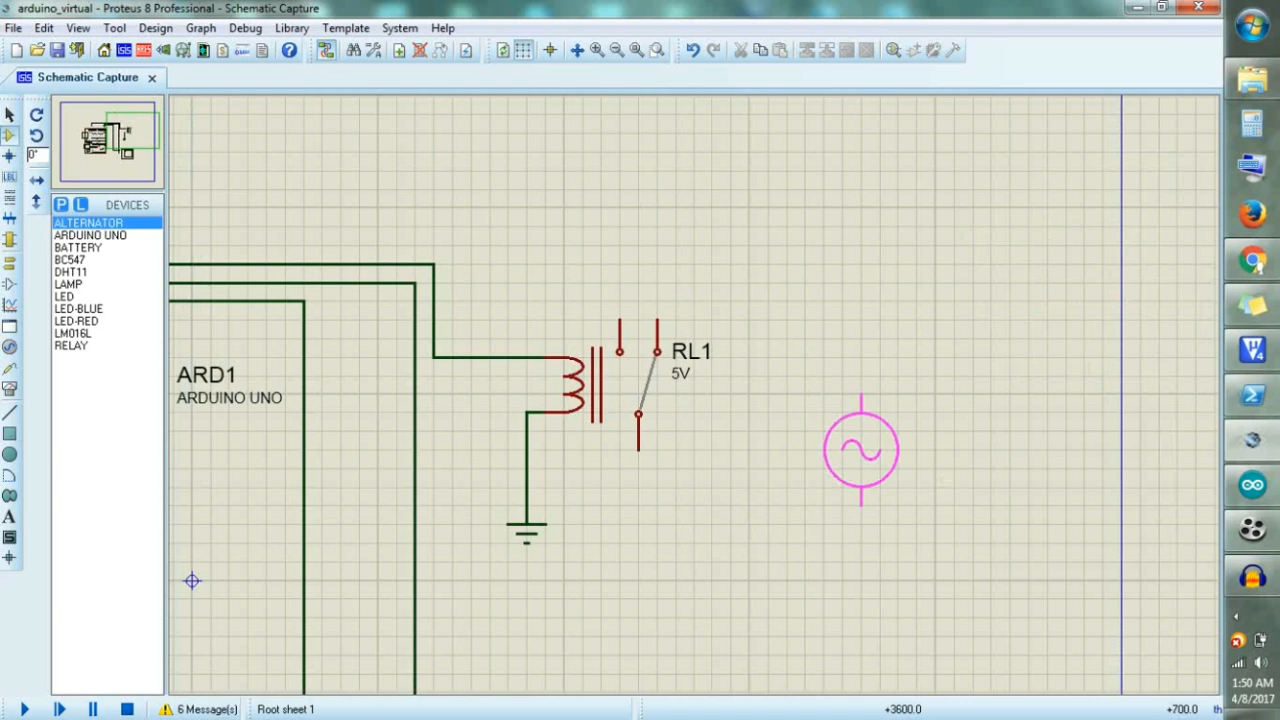 arduino_virtual - Proteus 8 Professional - Schematic Capture
File Edit View Tool Design Graph Debug Library Template System Help
Schematic Capture
0°
P L DEVICES
ALTERNATOR
ARDUINO UNO
BATTERY
BC547
DHT11
LAMP
LED
LED-BLUE
LED-RED
LM016L
RELAY
ARD1
ARDUINO UNO
RL1
5V
6 Message(s)
Root sheet 1
+3600.0
+700.0
th
1:50 AM
4/8/2017